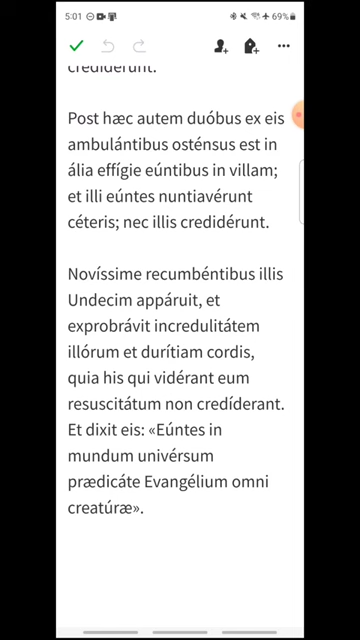 5:01
69%
credidérunt.
Post hæc autem duóbus ex eis
ambulántibus osténsus est in
ália effígie eúntibus in villam;
et illi eúntes nuntiavérunt
céteris; nec illis credidérunt.
Novíssime recumbéntibus illis
Undecim appáruit, et
exprobrávit incredulitátem
illórum et durítiam cordis,
quia his qui vidérant eum
resuscitátum non credíderant.
Et dixit eis: «Eúntes in
mundum univérsum
prædicáte Evangélium omni
creatúræ».